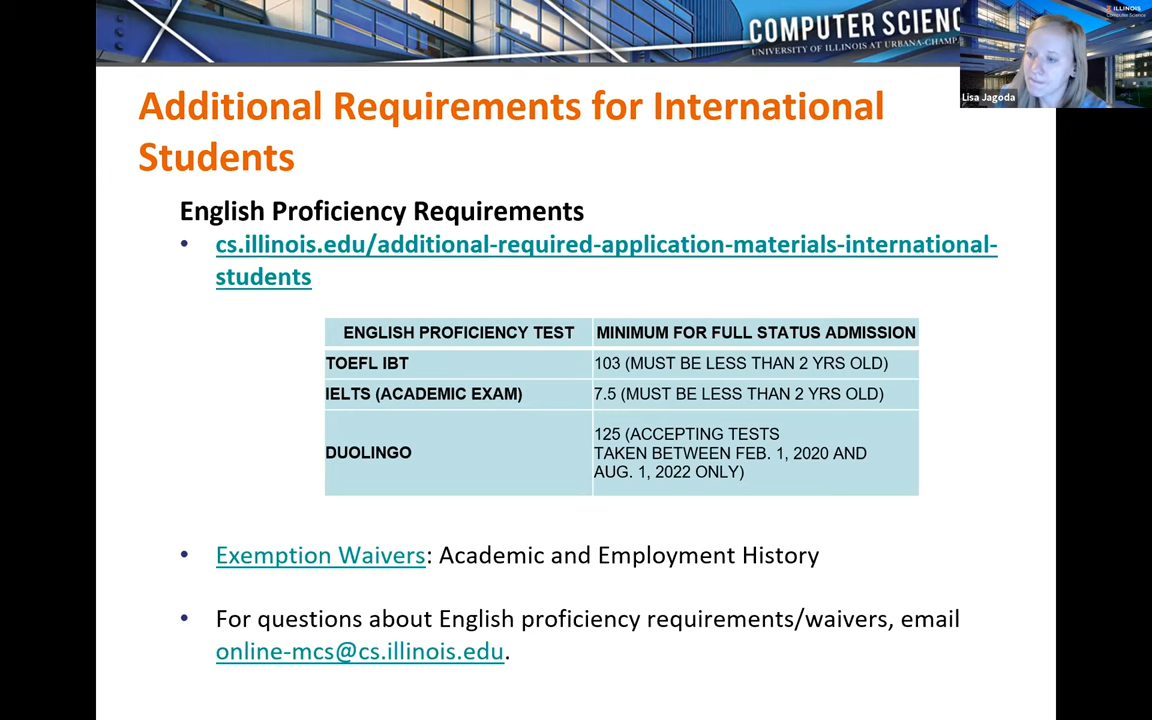 COMPUTER SCIENC
UNIVERSITY OF ILLINOIS AT URBANA-CHAMP
ILLINOIS
Computer Science
Lisa Jagoda
Additional Requirements for International
Students
English Proficiency Requirements
• cs.illinois.edu/additional-required-application-materials-international-
students
ENGLISH PROFICIENCY TEST MINIMUM FOR FULL STATUS ADMISSION
TOEFL IBT 103 (MUST BE LESS THAN 2 YRS OLD)
IELTS (ACADEMIC EXAM) 7.5 (MUST BE LESS THAN 2 YRS OLD)
DUOLINGO 125 (ACCEPTING TESTS
TAKEN BETWEEN FEB. 1, 2020 AND
AUG. 1, 2022 ONLY)
• Exemption Waivers: Academic and Employment History
• For questions about English proficiency requirements/waivers, email
online-mcs@cs.illinois.edu.